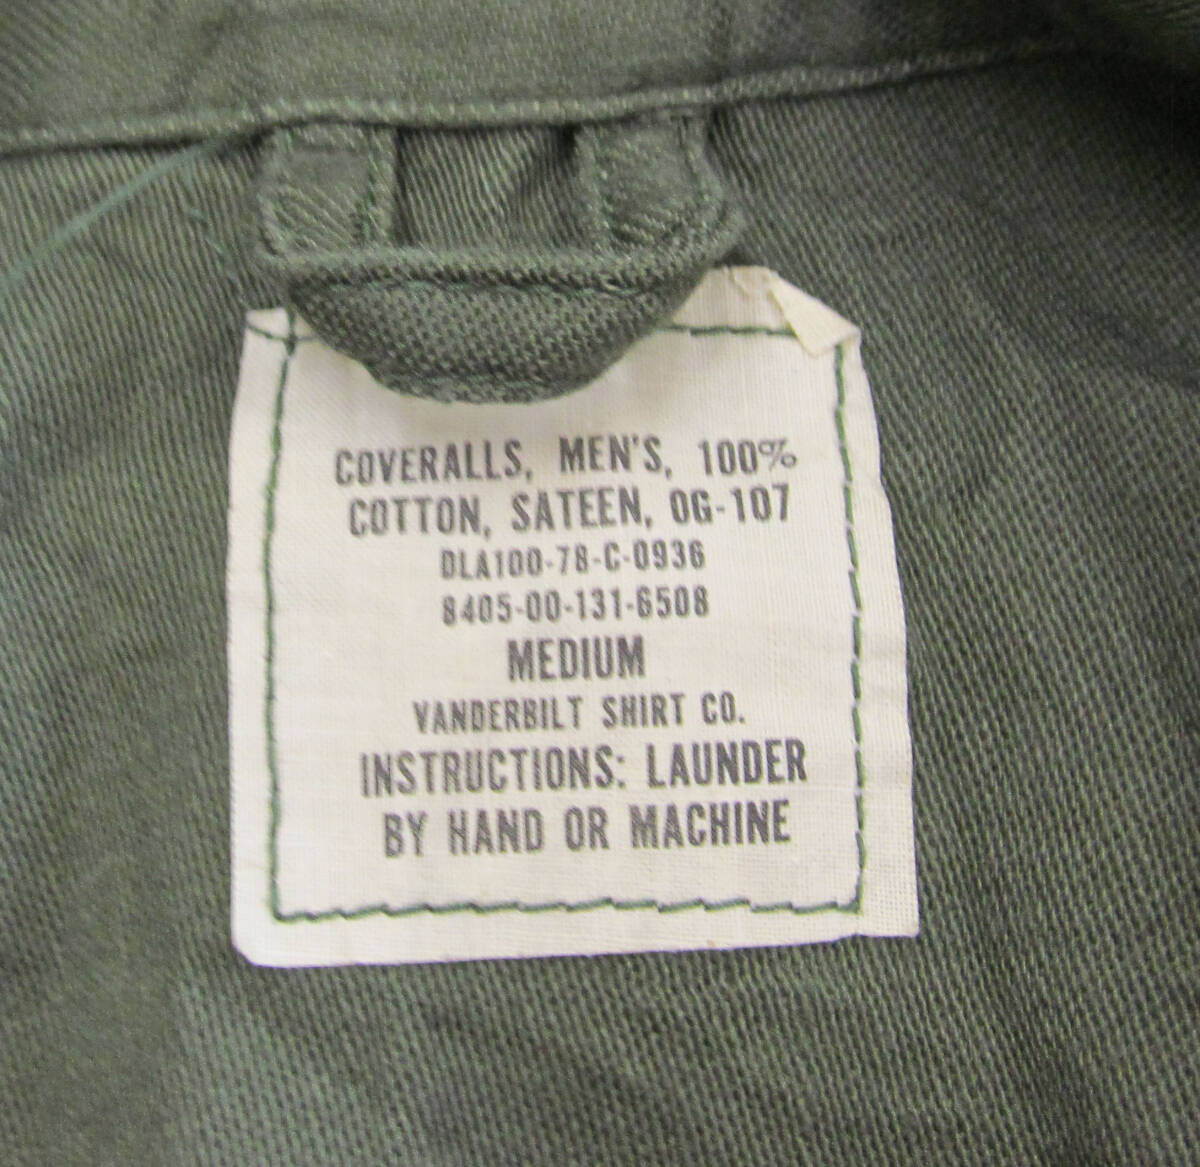 COVERALLS, MEN'S, 100%
COTTON, SATEEN, OG-107
DLA100-78-C-0936
8405-00-131-6508
MEDIUM
VANDERBILT SHIRT CO.
INSTRUCTIONS: LAUNDER
BY HAND OR MACHINE